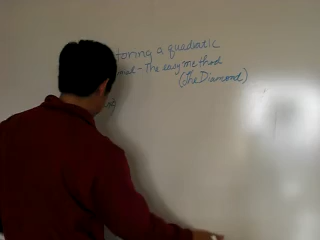 toring a quadratic
mial - The easy method
(The Diamond)